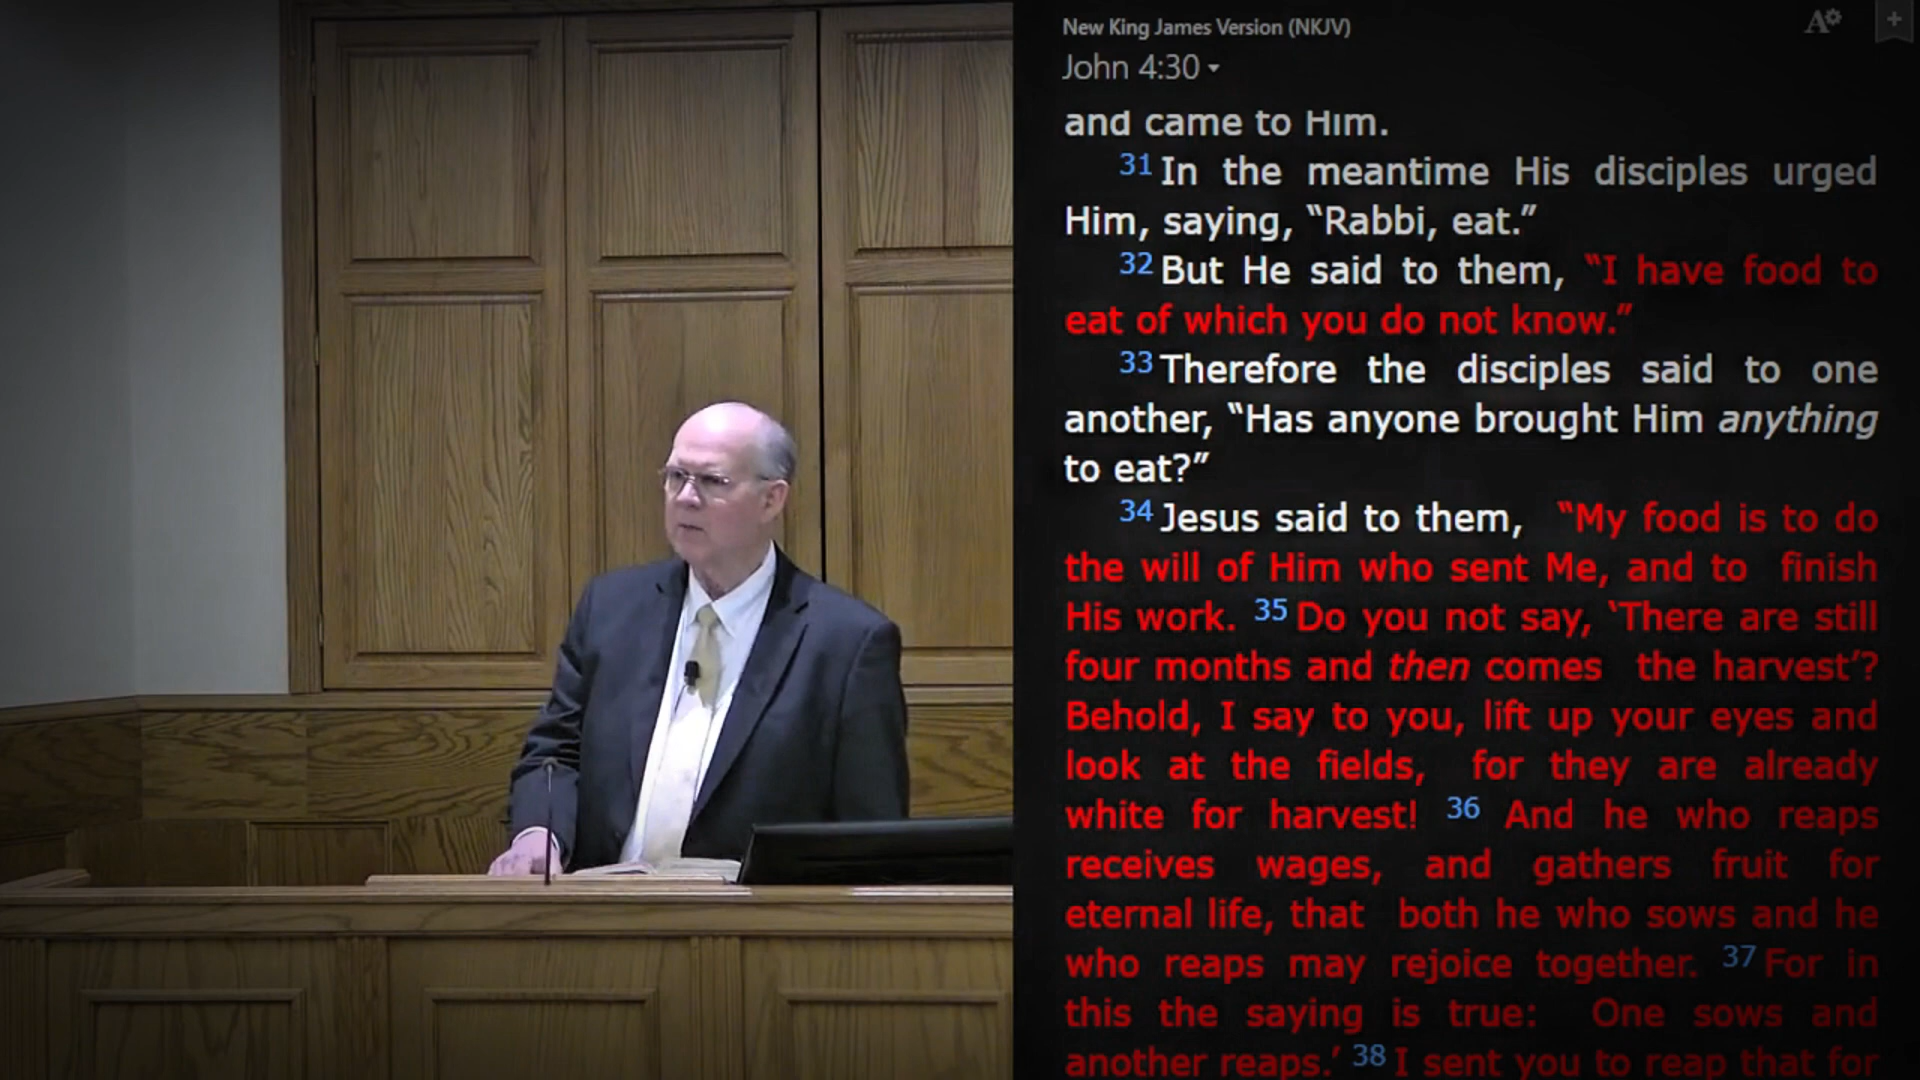 New King James Version (NKJV)
John 4:30
and came to Him.
31 In the meantime His disciples urged
Him, saying, “Rabbi, eat.”
32 But He said to them, “I have food to
eat of which you do not know.”
33 Therefore the disciples said to one
another, “Has anyone brought Him anything
to eat?”
34 Jesus said to them, “My food is to do
the will of Him who sent Me, and to finish
His work. 35 Do you not say, ‘There are still
four months and then comes the harvest’?
Behold, I say to you, lift up your eyes and
look at the fields, for they are already
white for harvest! 36 And he who reaps
receives wages, and gathers fruit for
eternal life, that both he who sows and he
who reaps may rejoice together. 37 For in
this the saying is true: One sows and
another reaps.’ 38 I sent you to reap that for